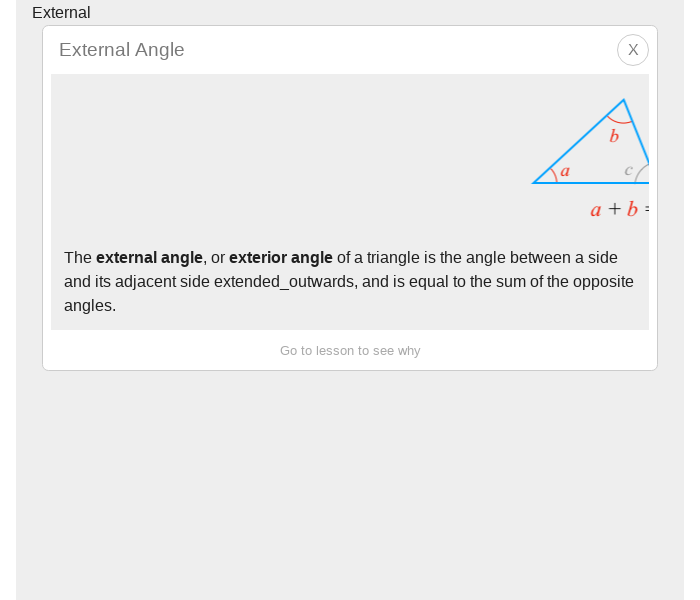 External
External Angle
X
b
a
c
a + b =
The external angle, or exterior angle of a triangle is the angle between a side
and its adjacent side extended_outwards, and is equal to the sum of the opposite
angles.
Go to lesson to see why